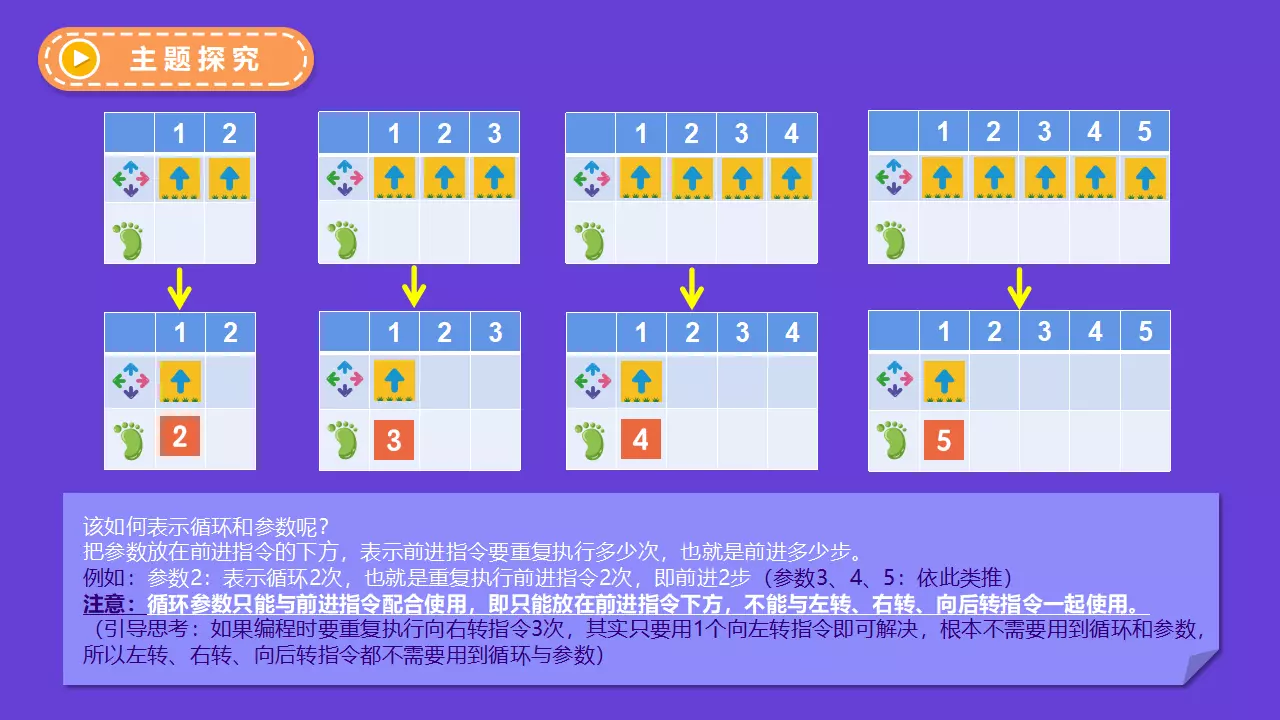 主题探究
1 2
1 2 3
1 2 3 4
1 2 3 4 5
1 2
1 2 3
1 2 3 4
1 2 3 4 5
2
3
4
5
该如何表示循环和参数呢？
把参数放在前进指令的下方，表示前进指令要重复执行多少次，也就是前进多少步。
例如：参数2：表示循环2次，也就是重复执行前进指令2次，即前进2步（参数3、4、5：依此类推）
注意：循环参数只能与前进指令配合使用，即只能放在前进指令下方，不能与左转、右转、向后转指令一起使用。
（引导思考：如果编程时要重复执行向右转指令3次，其实只要用1个向左转指令即可解决，根本不需要用到循环和参数，
所以左转、右转、向后转指令都不需要用到循环与参数）